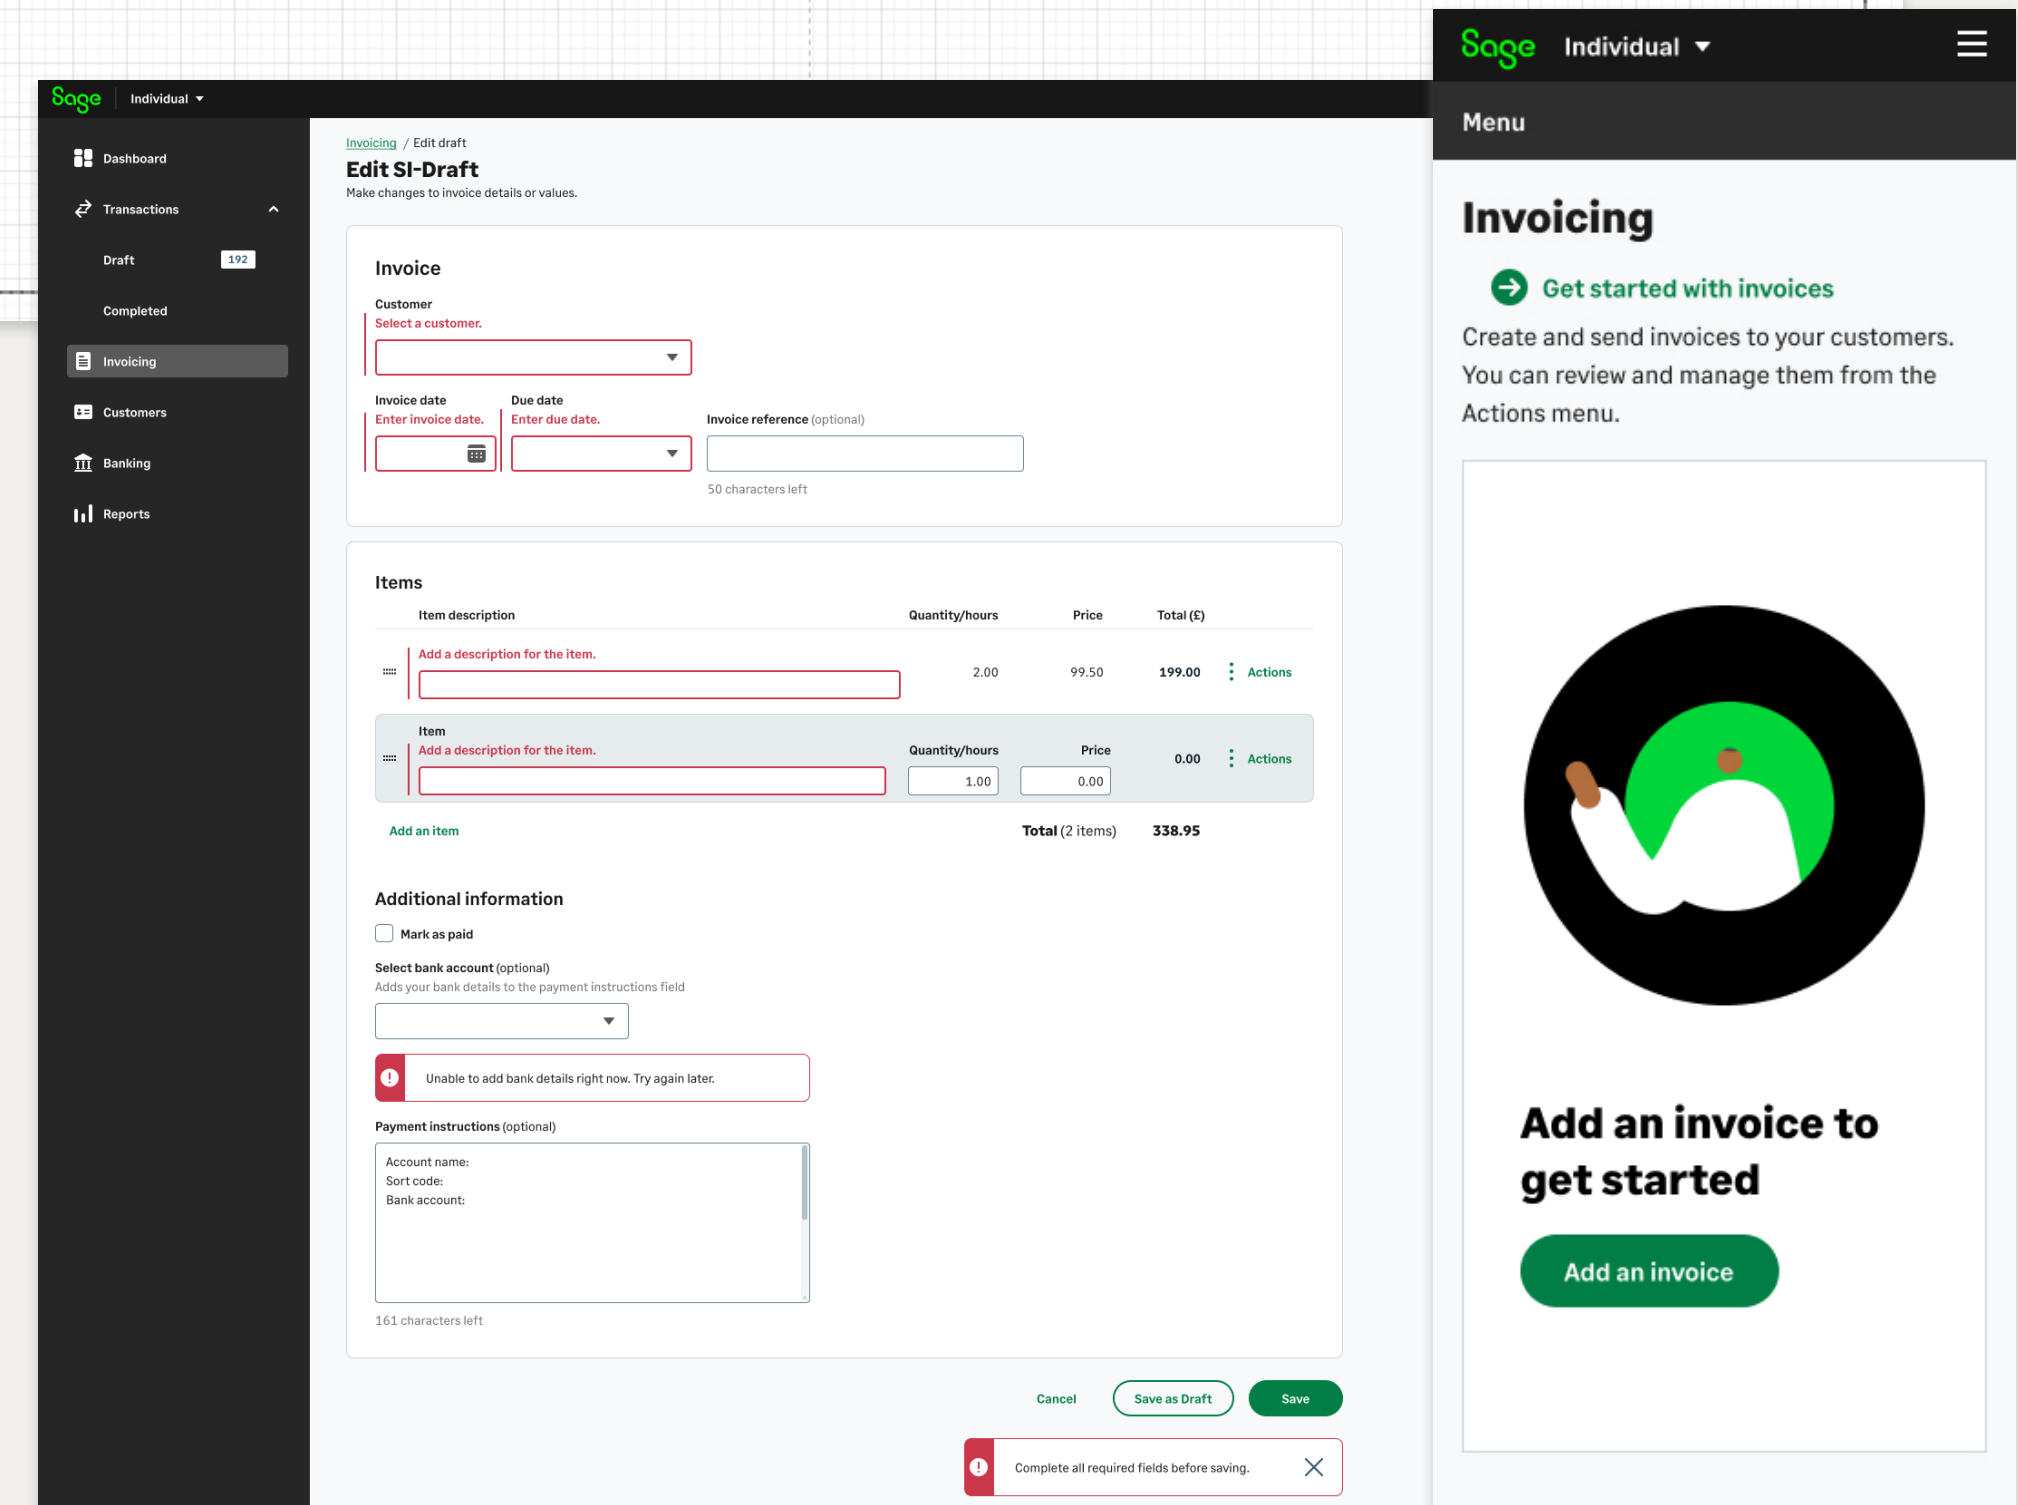 Sage
Individual
Dashboard
Transactions
Draft
192
Completed
Invoicing
Customers
Banking
Reports
Invoicing / Edit draft
Edit SI-Draft
Make changes to invoice details or values.
Invoice
Customer
Select a customer.
Invoice date
Enter invoice date.
Due date
Enter due date.
Invoice reference (optional)
50 characters left
Items
Item description Quantity/hours Price Total (£)
Add a description for the item.
2.00 99.50 199.00 Actions
Item
Add a description for the item.
Quantity/hours Price
1.00 0.00 0.00 Actions
Add an item
Total (2 items) 338.95
Additional information
Mark as paid
Select bank account (optional)
Adds your bank details to the payment instructions field
Unable to add bank details right now. Try again later.
Payment instructions (optional)
Account name:
Sort code:
Bank account:
161 characters left
Cancel
Save as Draft
Save
Complete all required fields before saving.
Sage
Individual
Menu
Invoicing
Get started with invoices
Create and send invoices to your customers.
You can review and manage them from the
Actions menu.
Add an invoice to
get started
Add an invoice